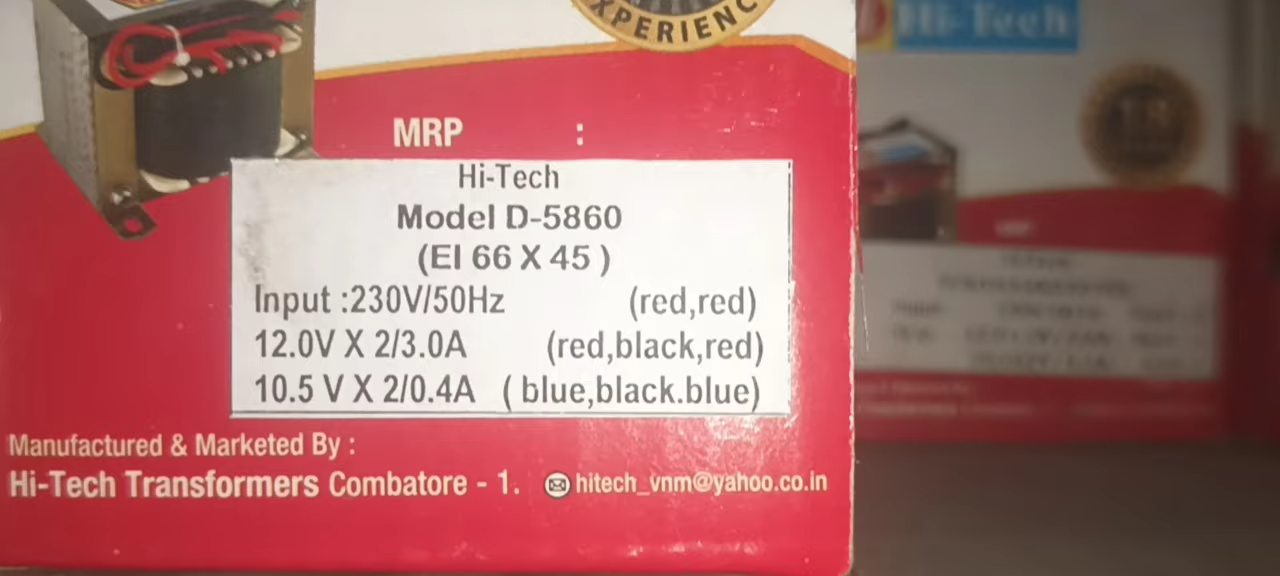 XPERIENC
Hi-Tech
MRP :
Hi-Tech
Model D-5860
(EI 66 X 45 )
Input :230V/50Hz (red,red)
12.0V X 2/3.0A (red,black,red)
10.5 V X 2/0.4A ( blue,black.blue)
Manufactured & Marketed By :
Hi-Tech Transformers Combatore - 1. hitech_vnm@yahoo.co.in